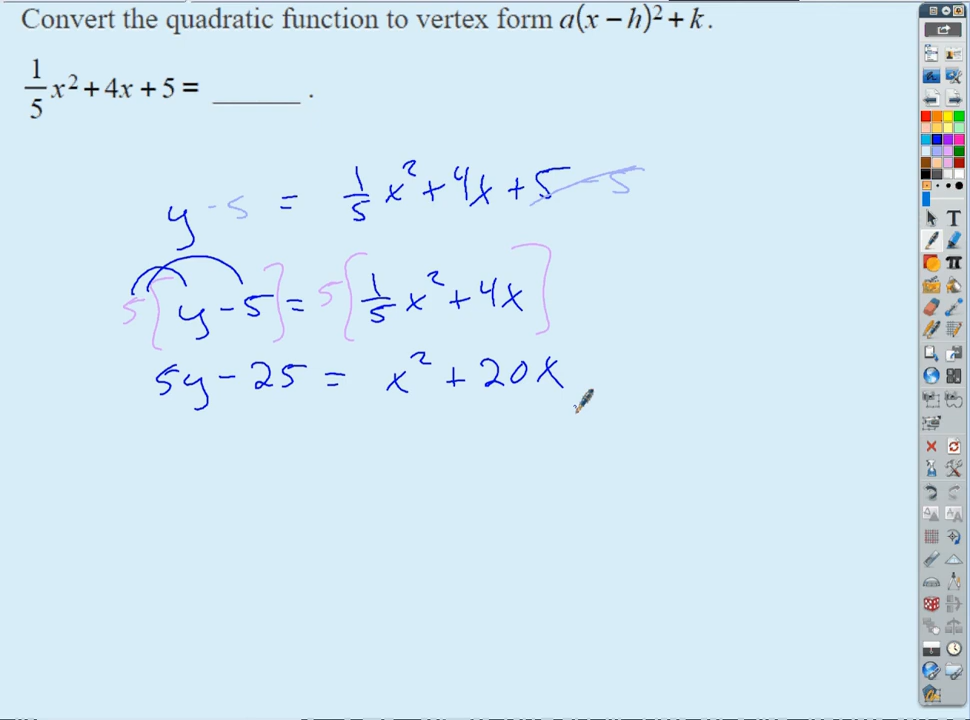 Convert the quadratic function to vertex form a(x − h)² + k.
1/5 x² + 4x + 5 = ______ .
y - 5 = 1/5 x² + 4x + 5 - 5
5[y - 5] = 5[1/5 x² + 4x]
5y - 25 = x² + 20x